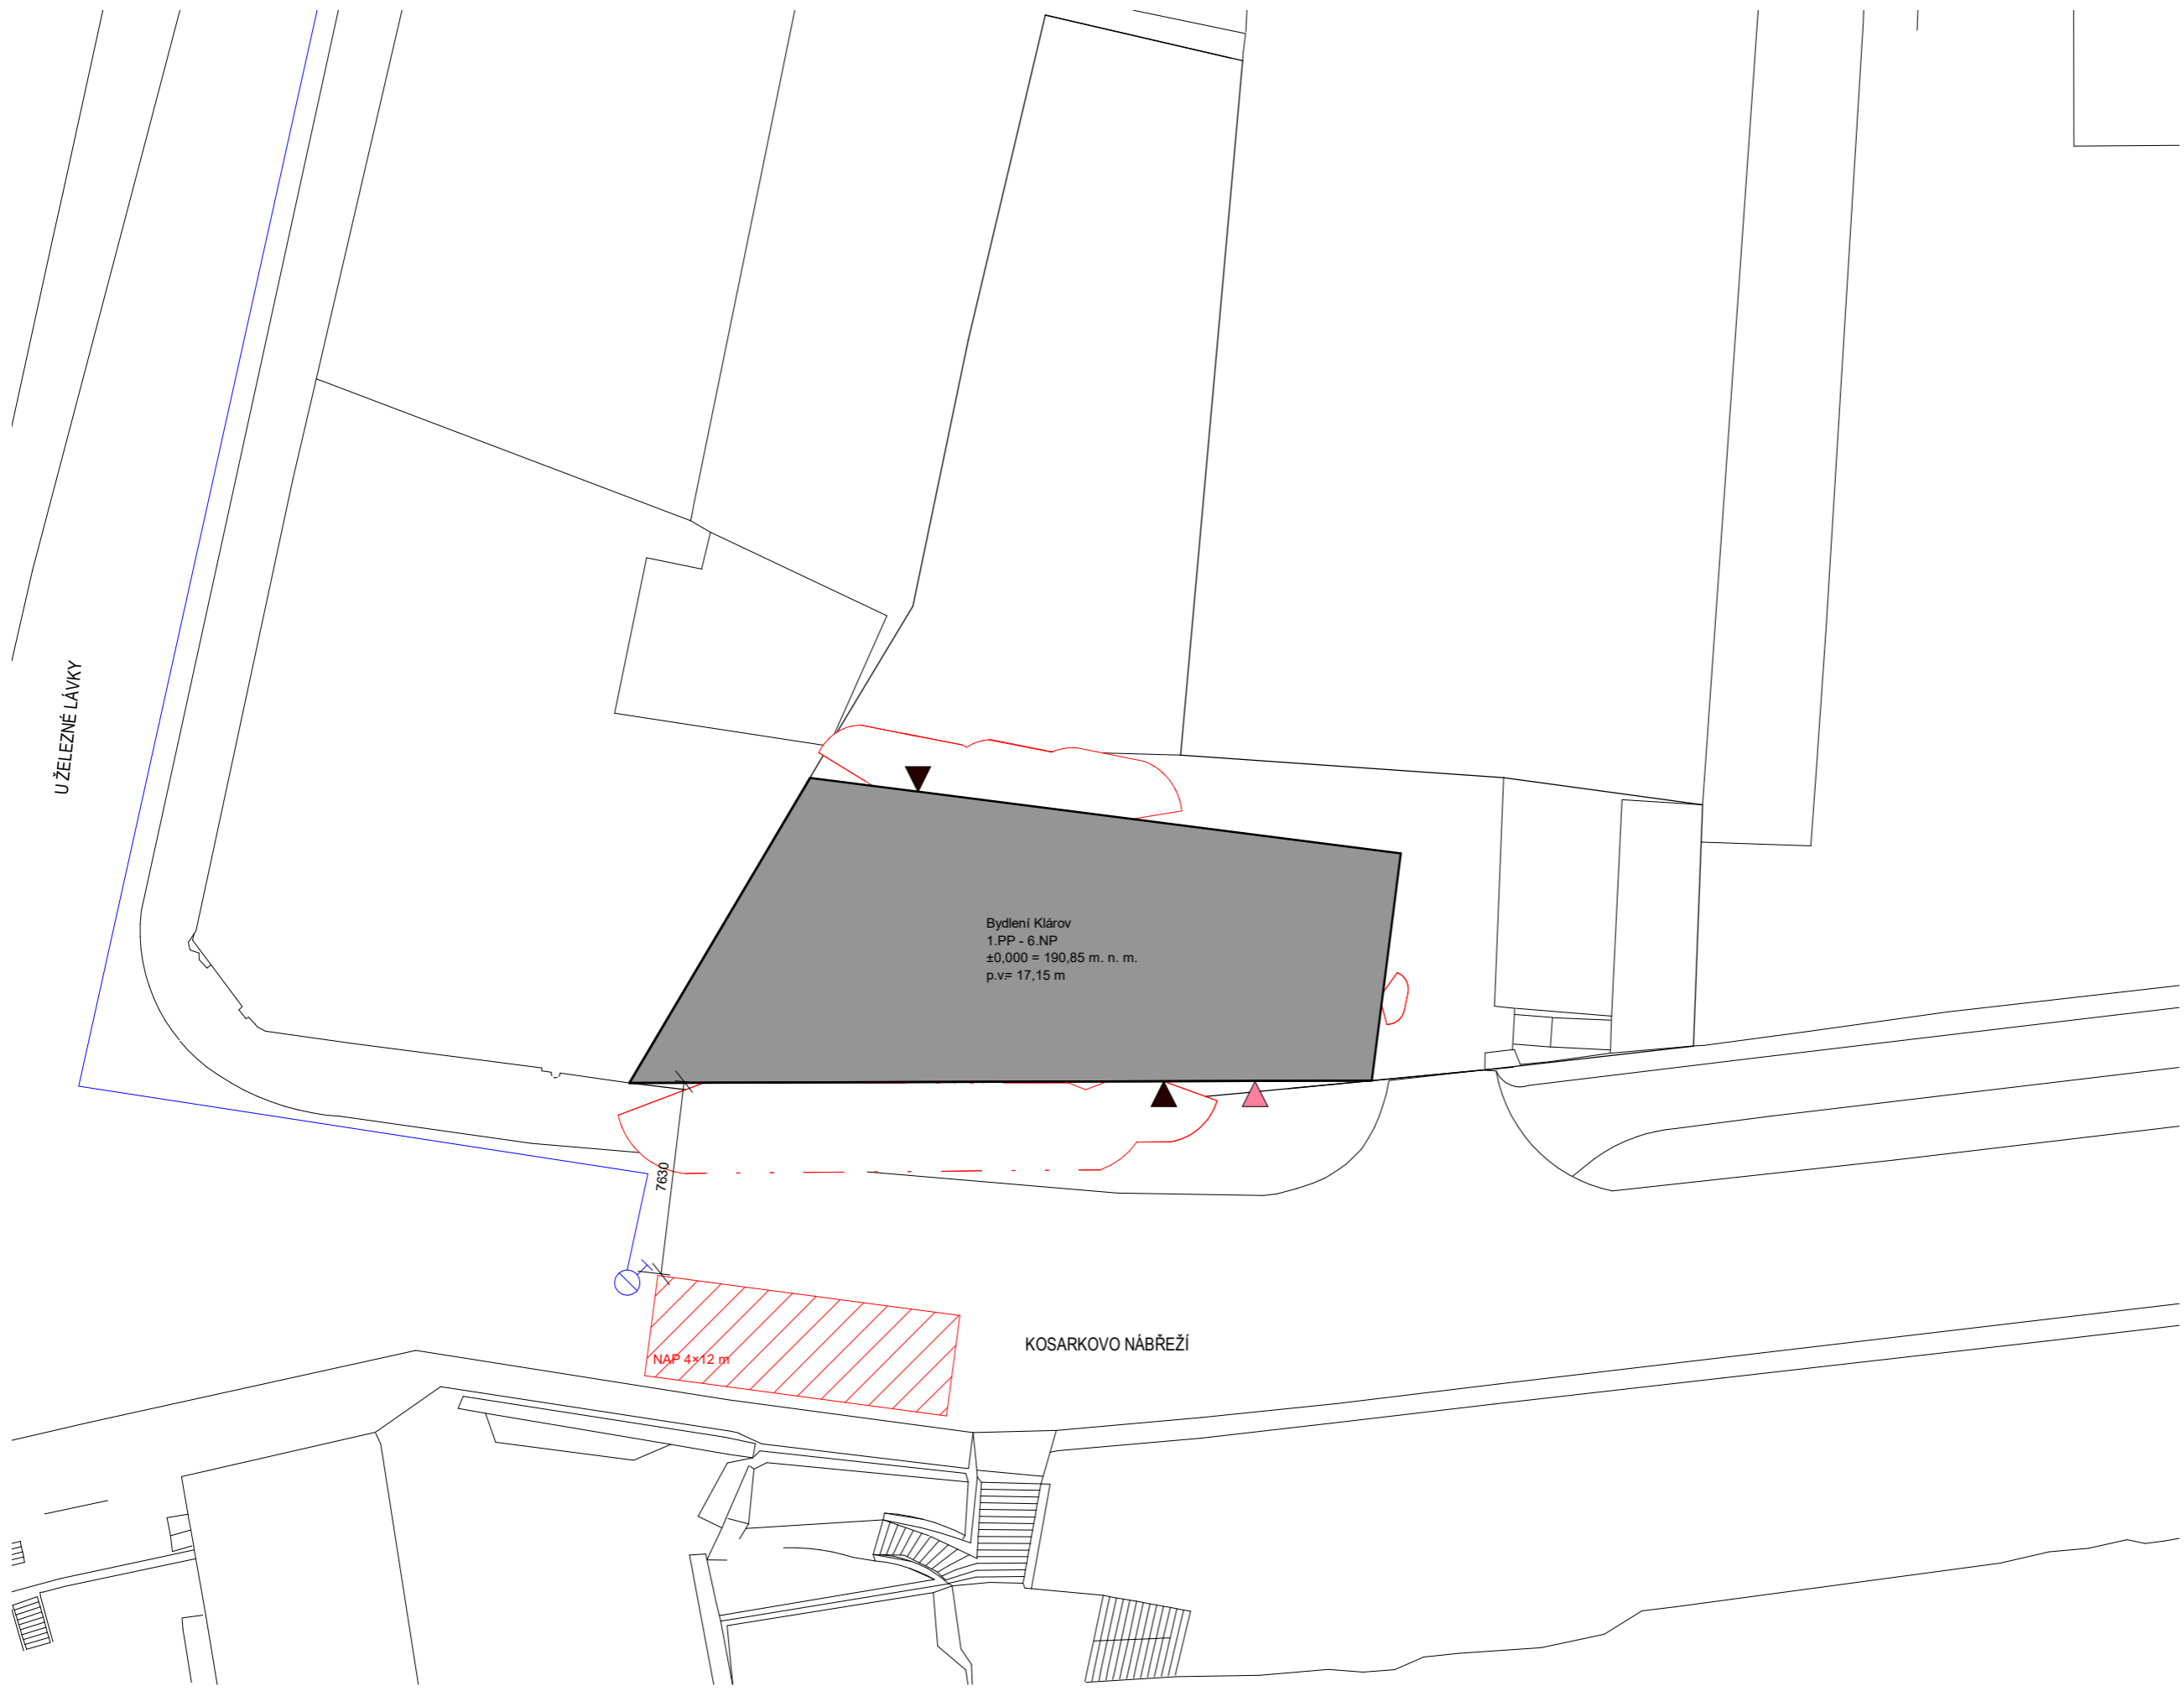 U ŽELEZNÉ LÁVKY
Bydlení Klárov
1.PP - 6.NP
±0,000 = 190,85 m. n. m.
p.v= 17,15 m
7630
KOSARKOVO NÁBŘEŽÍ
NAP 4×12 m